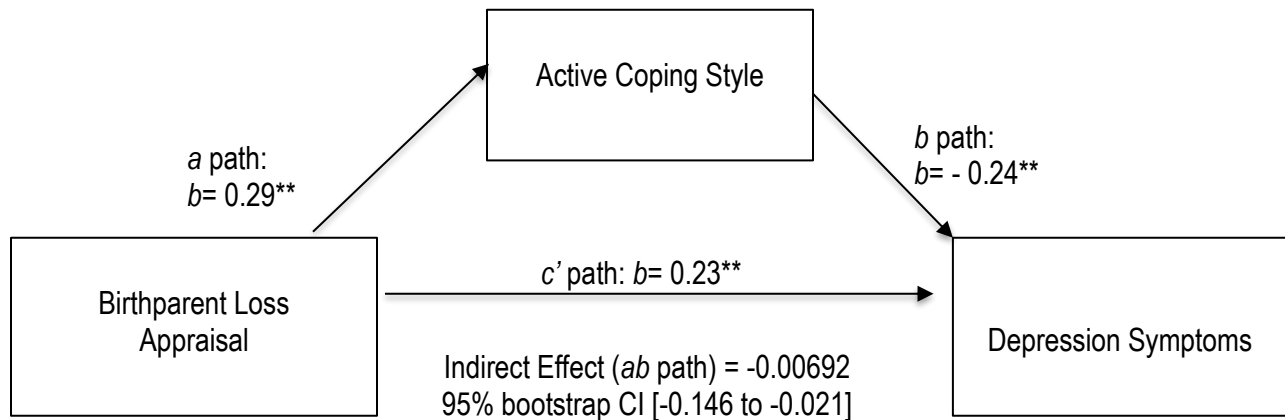 Active Coping Style
a path:
b= 0.29**
b path:
b= - 0.24**
c’ path: b= 0.23**
Birthparent Loss
Appraisal
Depression Symptoms
Indirect Effect (ab path) = -0.00692
95% bootstrap CI [-0.146 to -0.021]